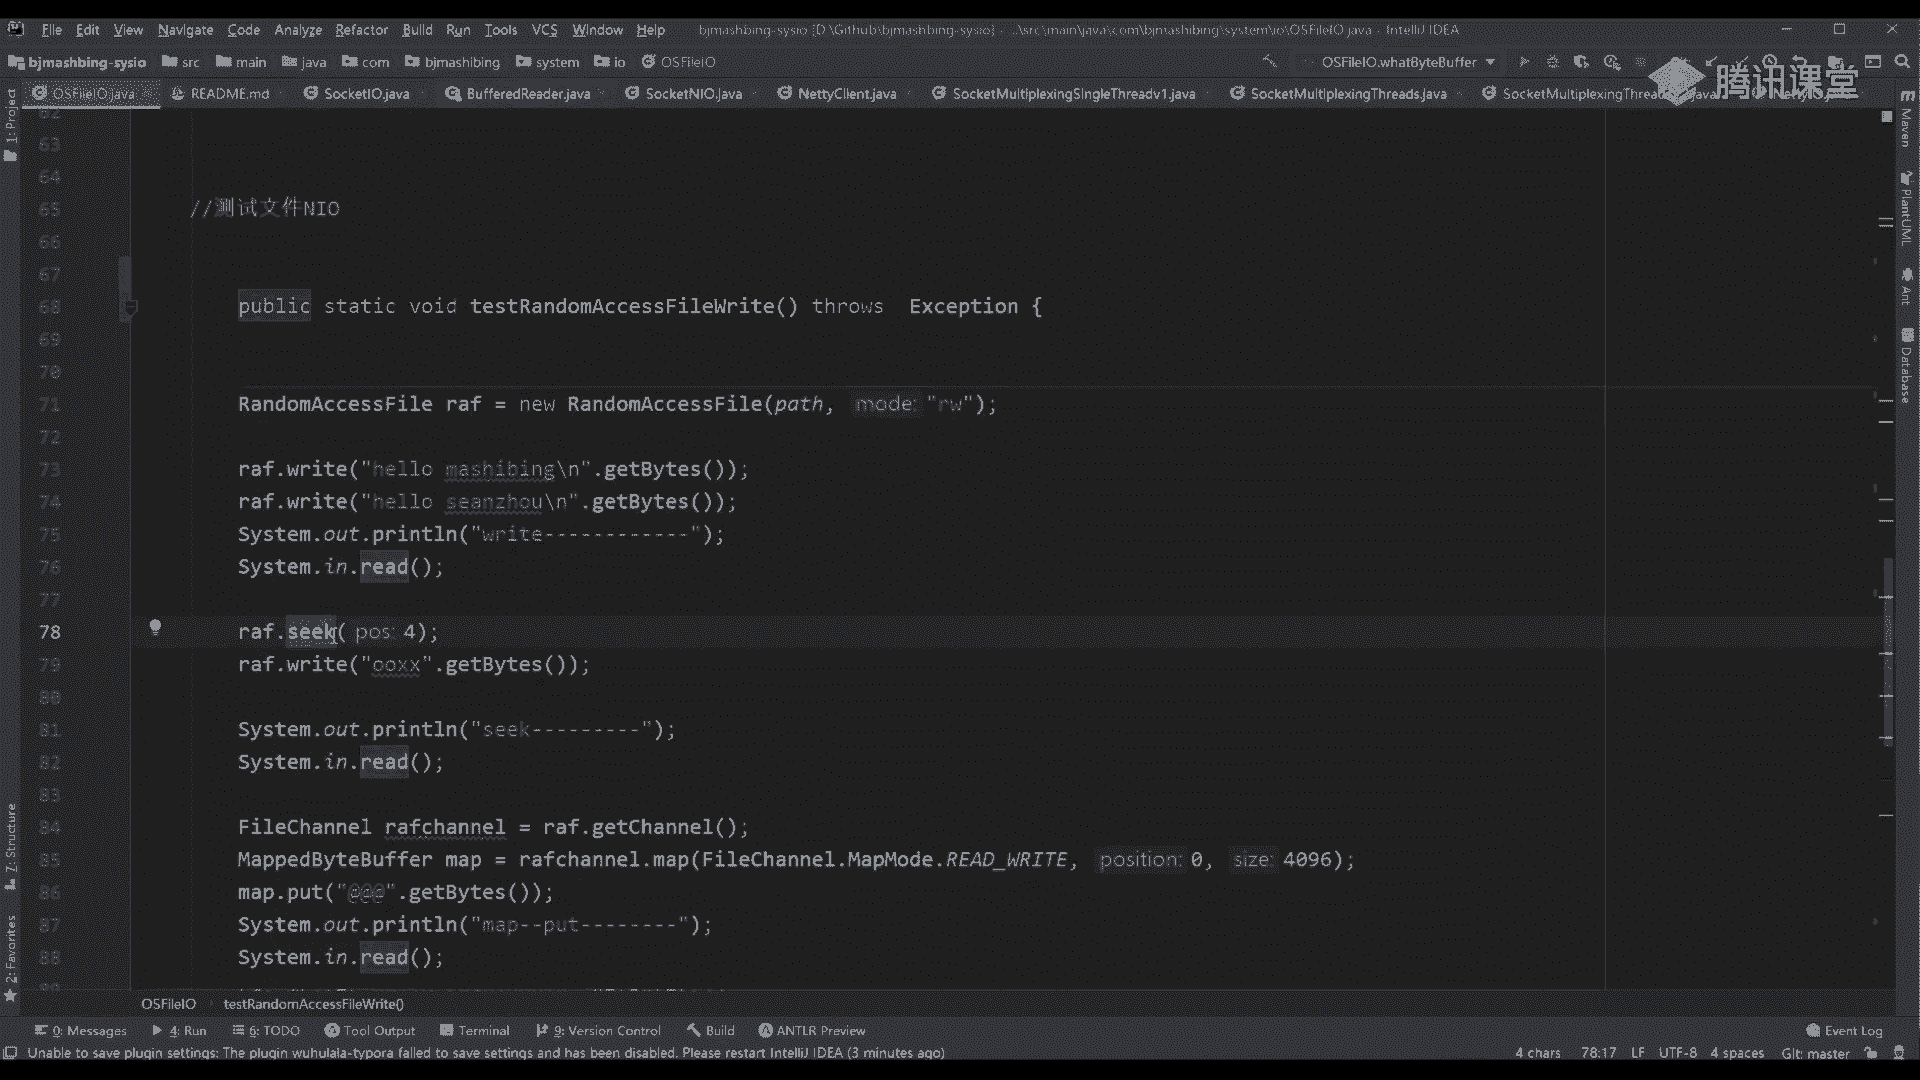 File Edit View Navigate Code Analyze Refactor Build Run Tools VCS Window Help bjmashbing-sysio [D:\Github\bjmashbing-sysio] - ...\src\main\java\com\bjmashibing\system\io\OSFileIO.java - IntelliJ IDEA
bjmashbing-sysio src main java com bjmashibing system io OSFileIO OSFileIO.whatByteBuffer
腾讯课堂
OSFileIO.java README.md SocketIO.java BufferedReader.java SocketNIO.java NettyClient.java SocketMultiplexingSingleThreadv1.java SocketMultiplexingThreads.java
1: Project
62
63
64
65 //测试文件NIO
66
67
68 public static void testRandomAccessFileWrite() throws  Exception {
69
70
71 RandomAccessFile raf = new RandomAccessFile(path, mode: "rw");
72
73 raf.write("hello mashibing\n".getBytes());
74 raf.write("hello seanzhou\n".getBytes());
75 System.out.println("write------------");
76 System.in.read();
77
78 raf.seek( pos: 4);
79 raf.write("ooxx".getBytes());
80
81 System.out.println("seek---------");
82 System.in.read();
83
84 FileChannel rafchannel = raf.getChannel();
85 MappedByteBuffer map = rafchannel.map(FileChannel.MapMode.READ_WRITE, position: 0, size: 4096);
86 map.put("@@@".getBytes());
87 System.out.println("map--put--------");
88 System.in.read();
Maven
PlantUML
Ant
Database
7: Structure
2: Favorites
OSFileIO testRandomAccessFileWrite()
0: Messages 4: Run 6: TODO Tool Output Terminal 9: Version Control Build ANTLR Preview Event Log
Unable to save plugin settings: The plugin wuhulala-typora failed to save settings and has been disabled. Please restart IntelliJ IDEA (3 minutes ago) 4 chars 78:17 LF UTF-8 4 spaces Git: master